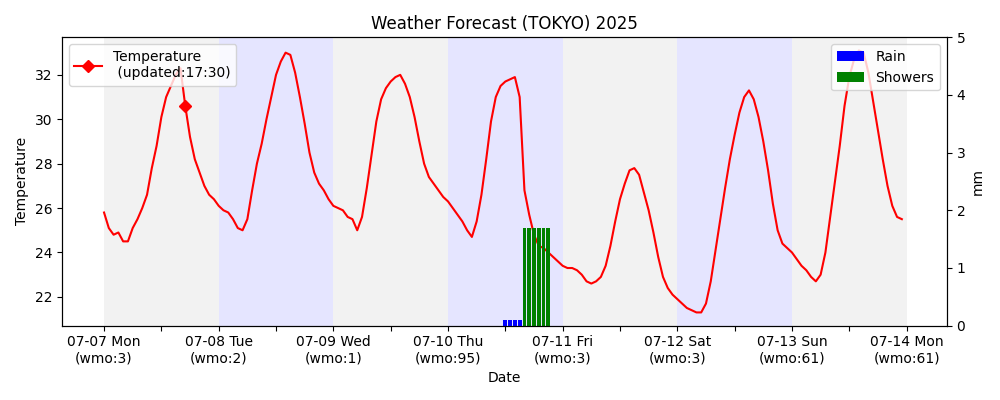 Weather Forecast (TOKYO) 2025
Temperature
(updated:17:30)
Rain
Showers
Temperature
32
30
28
26
24
22
5
4
3
2
1
0
mm
07-07 Mon
(wmo:3)
07-08 Tue
(wmo:2)
07-09 Wed
(wmo:1)
07-10 Thu
(wmo:95)
07-11 Fri
(wmo:3)
07-12 Sat
(wmo:3)
07-13 Sun
(wmo:61)
07-14 Mon
(wmo:61)
Date